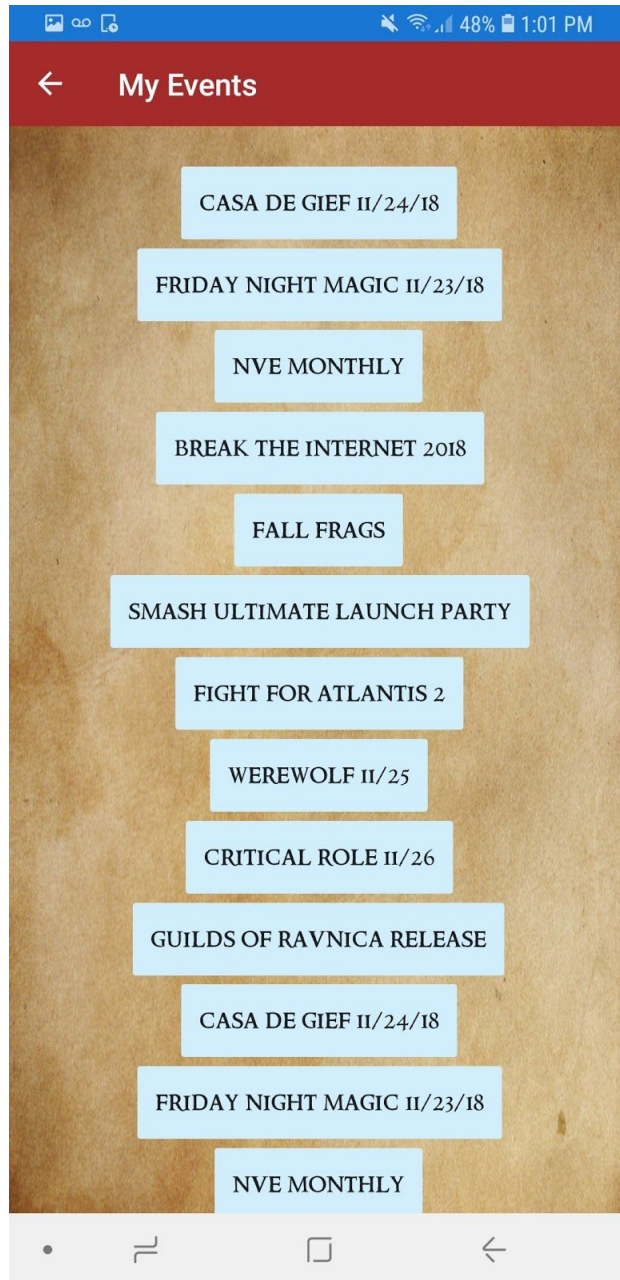 48% 1:01 PM
My Events
CASA DE GIEF 11/24/18
FRIDAY NIGHT MAGIC 11/23/18
NVE MONTHLY
BREAK THE INTERNET 2018
FALL FRAGS
SMASH ULTIMATE LAUNCH PARTY
FIGHT FOR ATLANTIS 2
WEREWOLF 11/25
CRITICAL ROLE 11/26
GUILDS OF RAVNICA RELEASE
CASA DE GIEF 11/24/18
FRIDAY NIGHT MAGIC 11/23/18
NVE MONTHLY